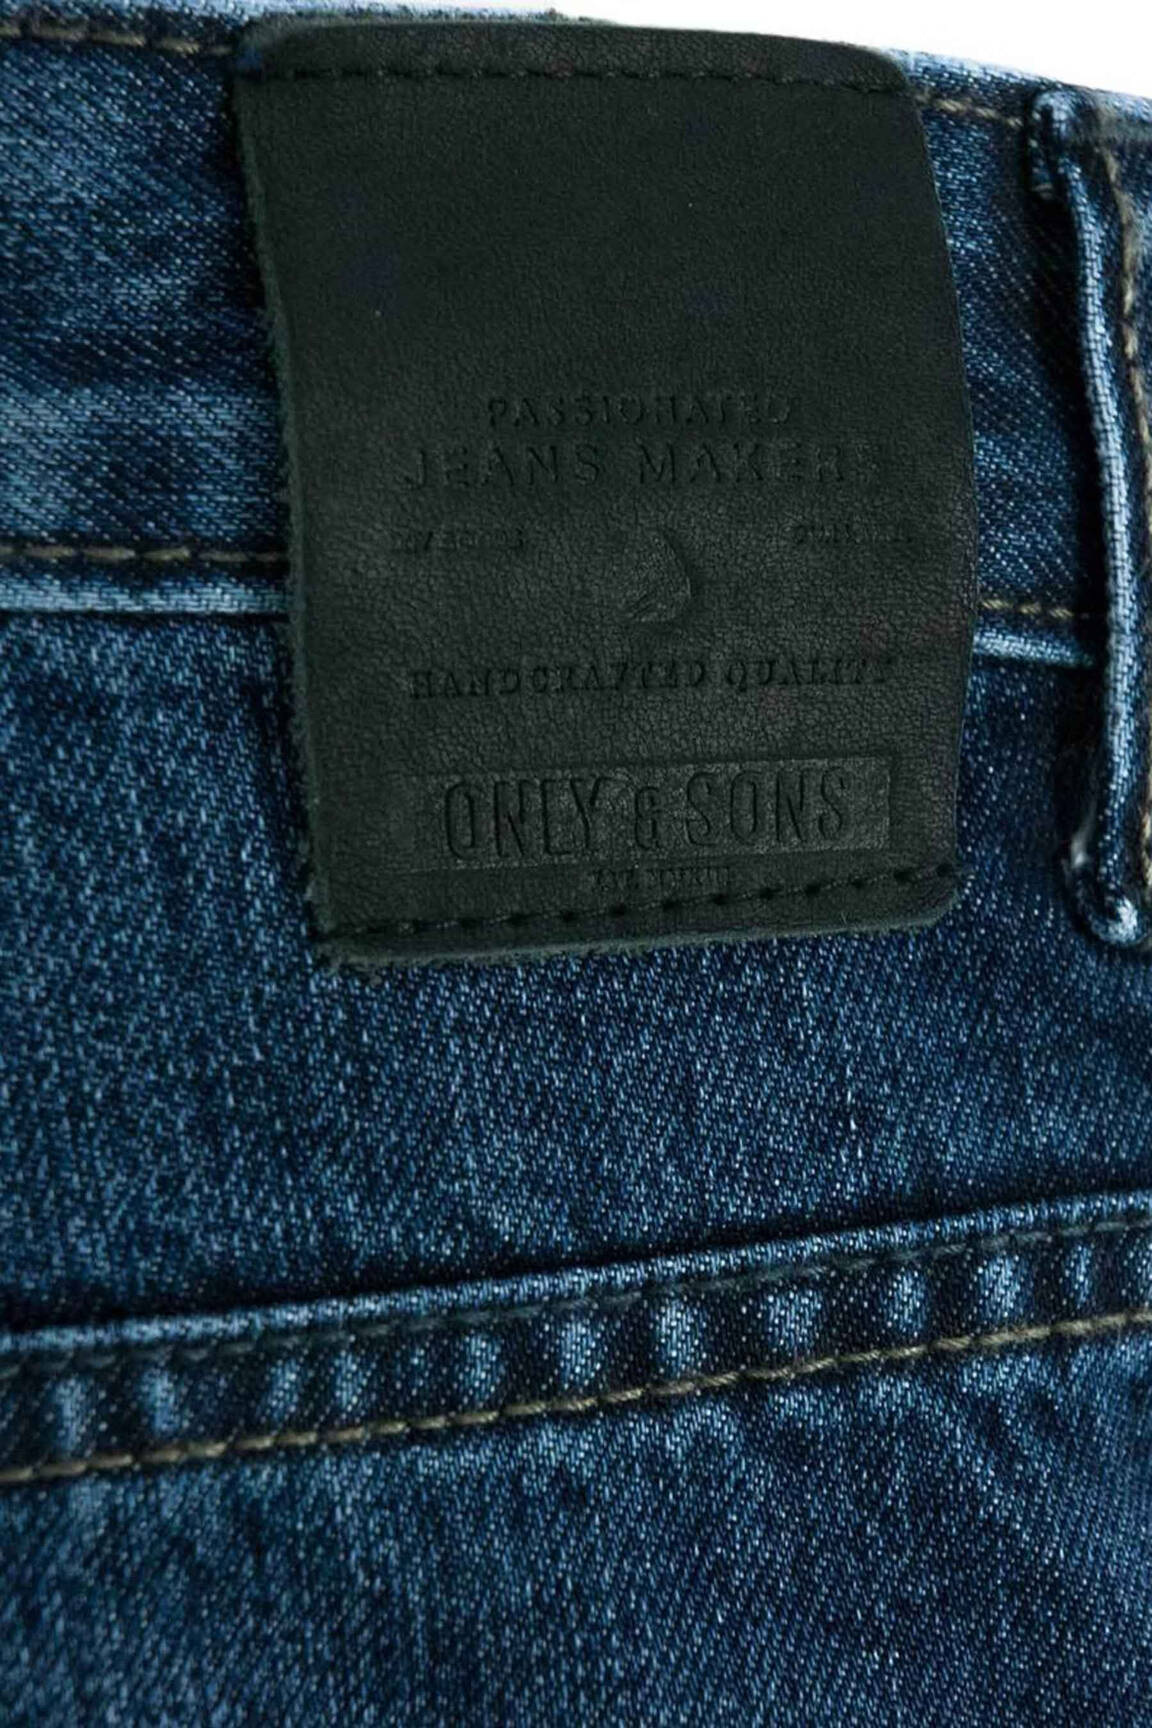 PASSIONATED
JEANS MAKERS
HANDCRAFTED QUALITY
ONLY & SONS